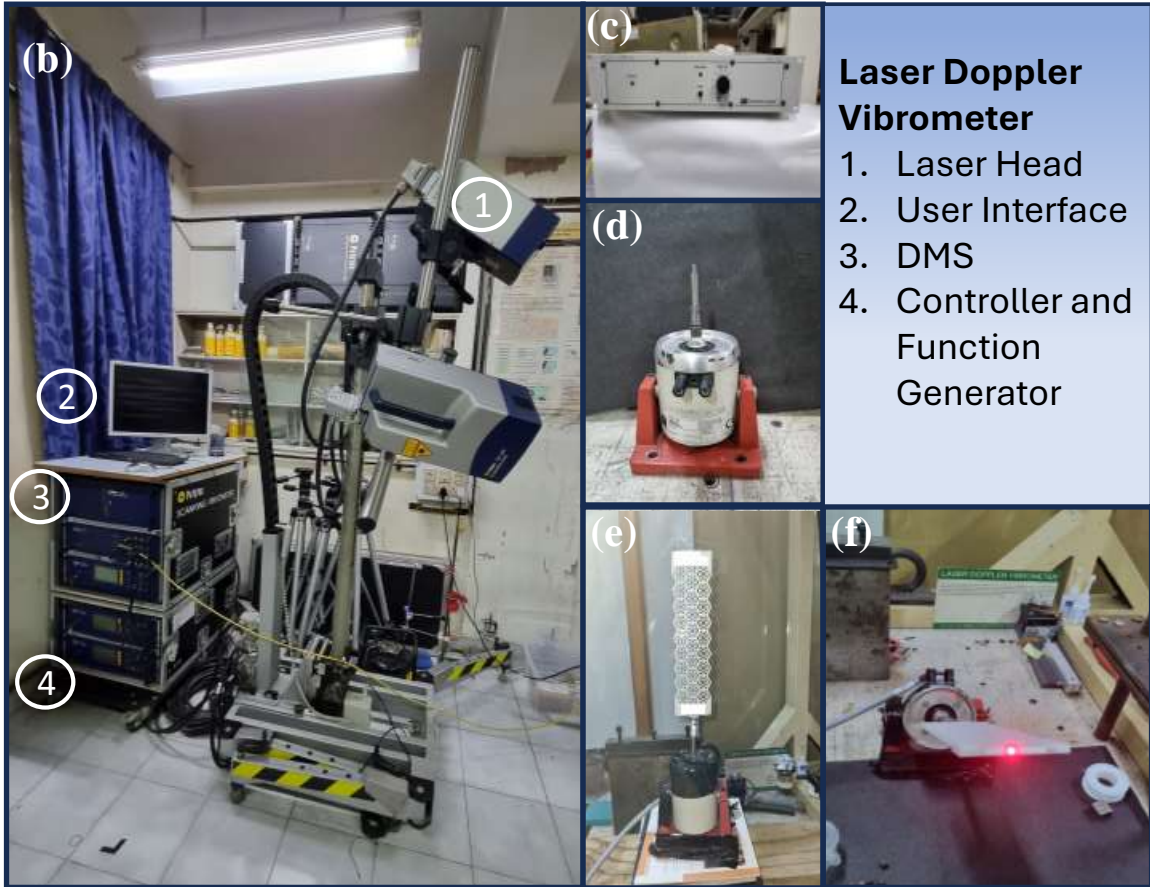 (b)
1
2
3
4
SCANNING VIBROMETER
(c)
(d)
(e)
(f)
LASER DOPPLER VIBROMETER
Laser Doppler
Vibrometer
1. Laser Head
2. User Interface
3. DMS
4. Controller and
Function
Generator